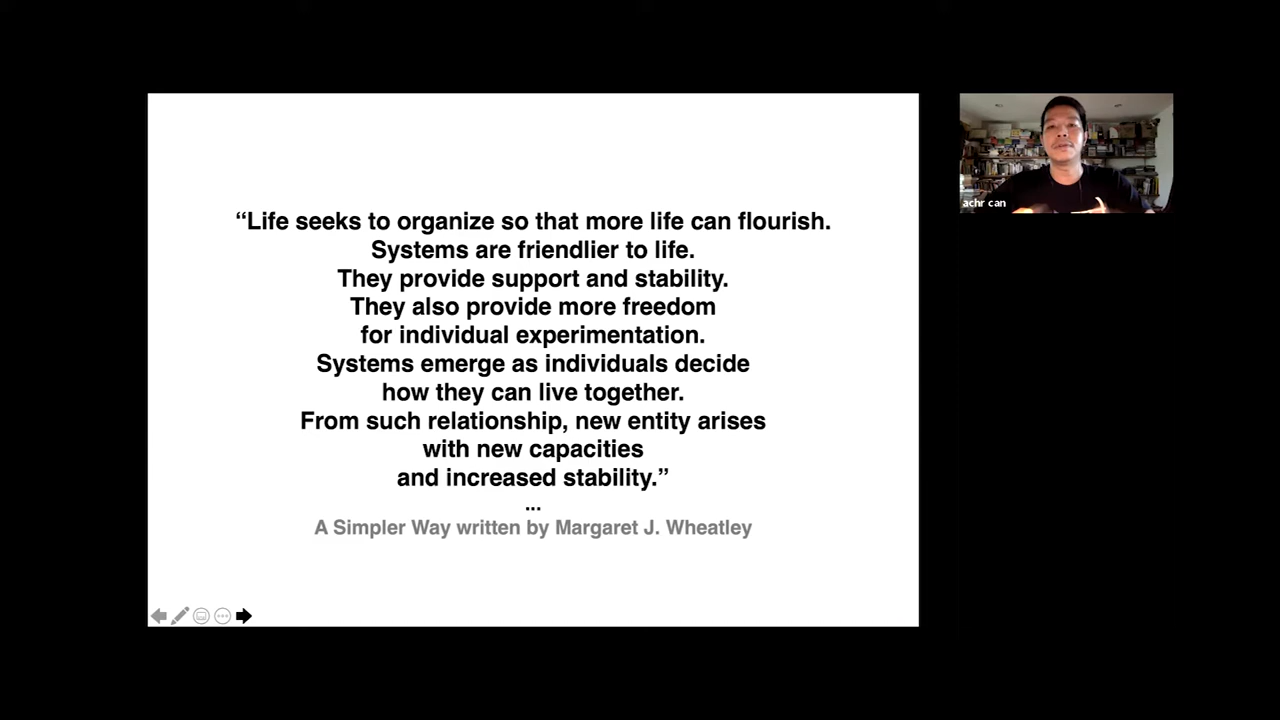 “Life seeks to organize so that more life can flourish.
Systems are friendlier to life.
They provide support and stability.
They also provide more freedom
for individual experimentation.
Systems emerge as individuals decide
how they can live together.
From such relationship, new entity arises
with new capacities
and increased stability.”
...
A Simpler Way written by Margaret J. Wheatley
achr can